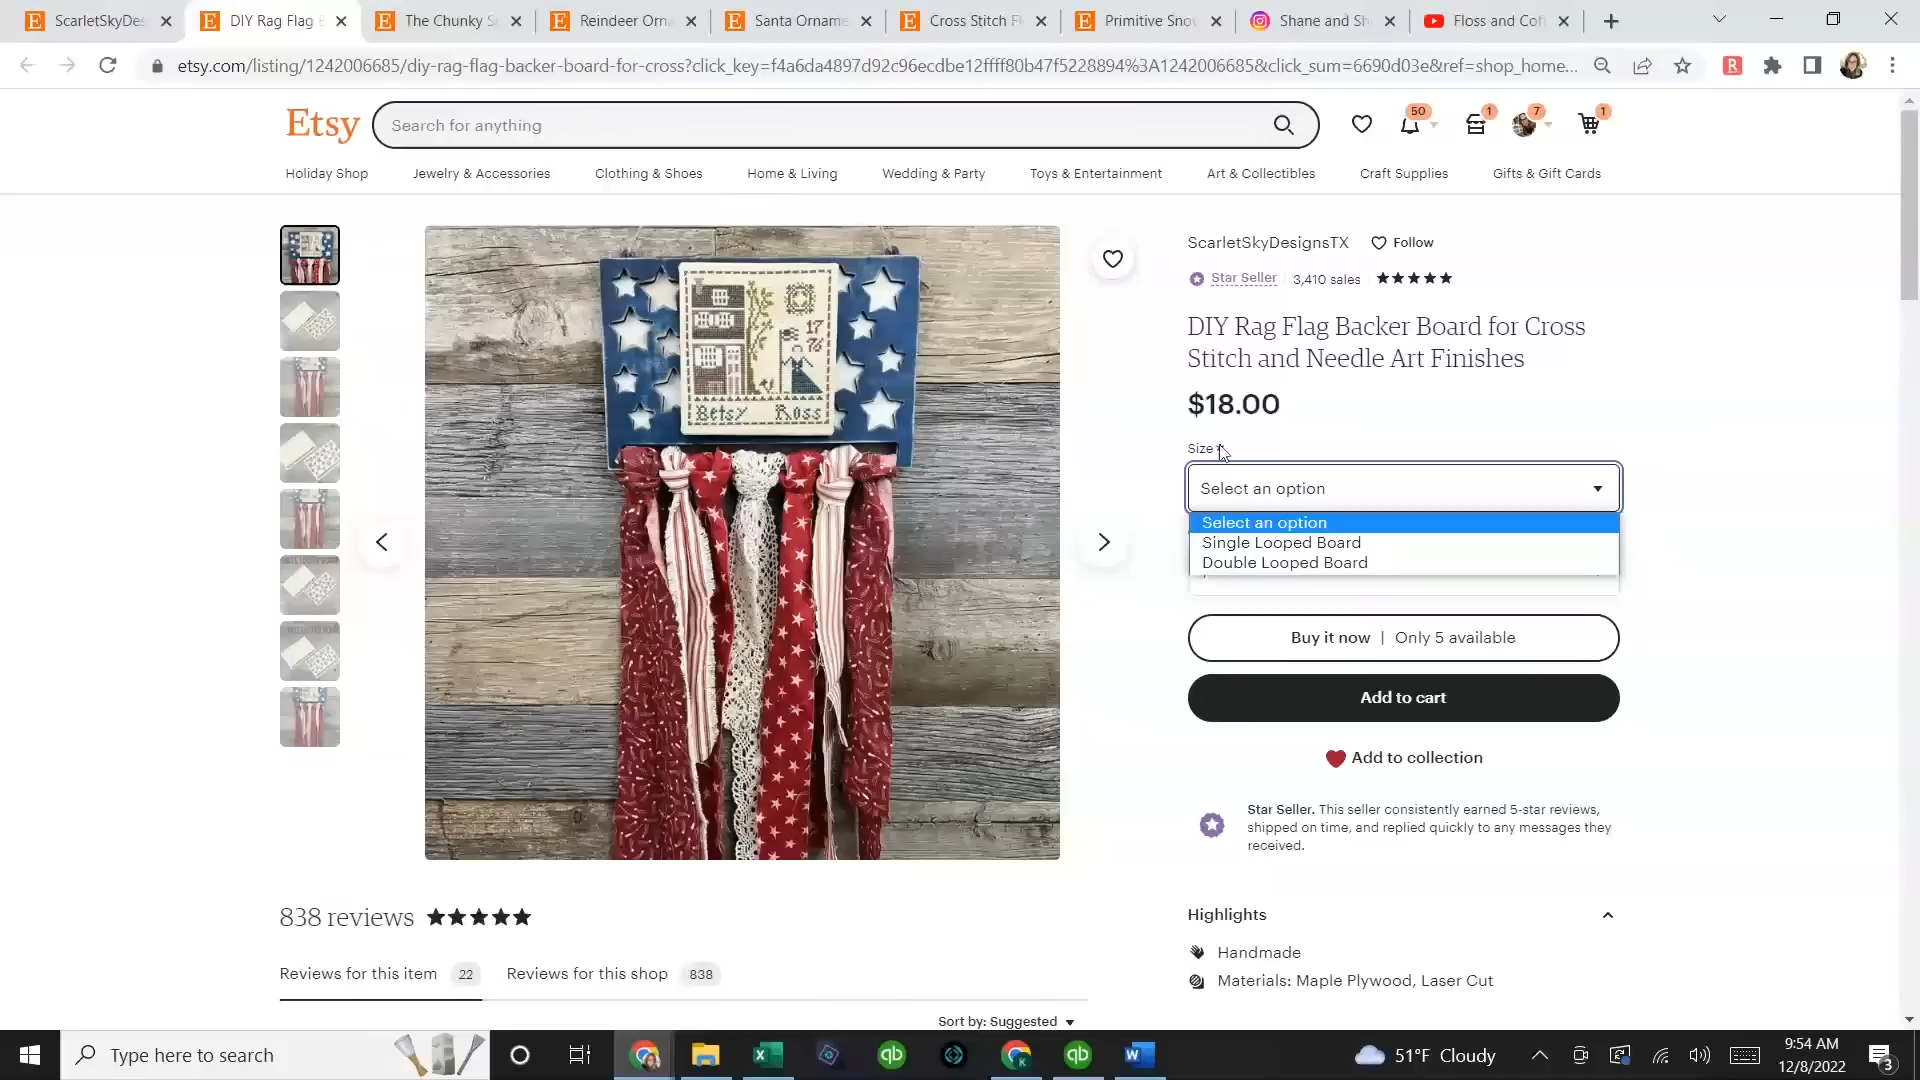 ScarletSkyDes
DIY Rag Flag B
The Chunky S
Reindeer Orna
Santa Orname
Cross Stitch Fl
Primitive Snow
Shane and Sh
Floss and Cof
etsy.com/listing/1242006685/diy-rag-flag-backer-board-for-cross?click_key=f4a6da4897d92c96ecdbe12ffff80b47f5228894%3A1242006685&click_sum=6690d03e&ref=shop_home...
Etsy
Search for anything
50
1
7
1
Holiday Shop
Jewelry & Accessories
Clothing & Shoes
Home & Living
Wedding & Party
Toys & Entertainment
Art & Collectibles
Craft Supplies
Gifts & Gift Cards
17
76
Betsy Ross
ScarletSkyDesignsTX
Follow
Star Seller
3,410 sales
DIY Rag Flag Backer Board for Cross
Stitch and Needle Art Finishes
$18.00
Size
Select an option
Select an option
Single Looped Board
Double Looped Board
Buy it now | Only 5 available
Add to cart
Add to collection
Star Seller. This seller consistently earned 5-star reviews,
shipped on time, and replied quickly to any messages they
received.
838 reviews
Reviews for this item 22
Reviews for this shop 838
Sort by: Suggested
Highlights
Handmade
Materials: Maple Plywood, Laser Cut
Type here to search
51°F Cloudy
9:54 AM
12/8/2022
3